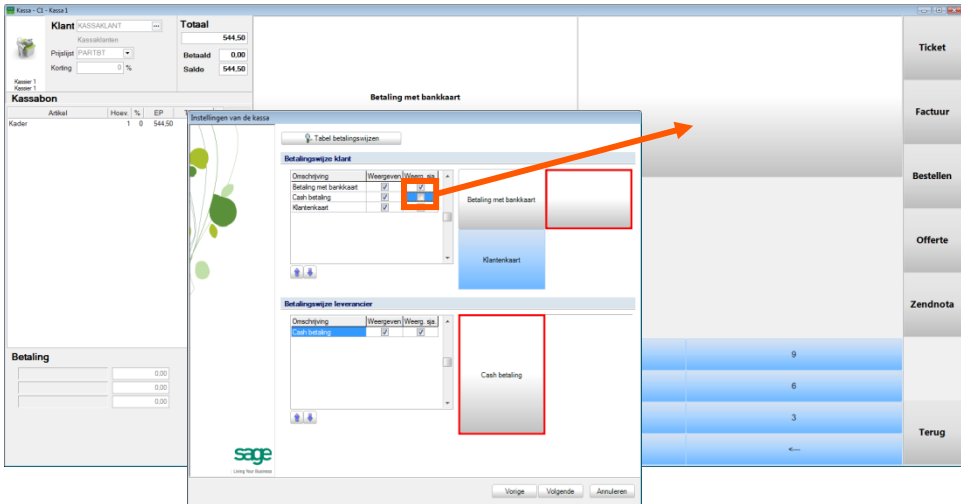 Kassa - C1 - Kassa 1
Klant KASSAKLANT ...
Kassaklanten
Prijslijst PARTBT
Korting 0 %
Kassier 1
Kassier 1
Totaal
544,50
Betaald 0,00
Saldo 544,50
Kassabon
Artikel Hoev. % EP
Kader 1 0 544,50
Betaling met bankkaart
Ticket
Factuur
Bestellen
Offerte
Zendnota
Terug
9
6
3
<--
Betaling
0,00
0,00
0,00
Instellingen van de kassa
Tabel betalingswijzen
Betalingswijze klant
Omschrijving Weergeven Weerg. sja.
Betaling met bankkaart
Cash betaling
Klantenkaart
Betaling met bankkaart
Klantenkaart
Betalingswijze leverancier
Omschrijving Weergeven Weerg. sja.
Cash betaling
Cash betaling
sage
Living Your Business
Vorige Volgende Annuleren